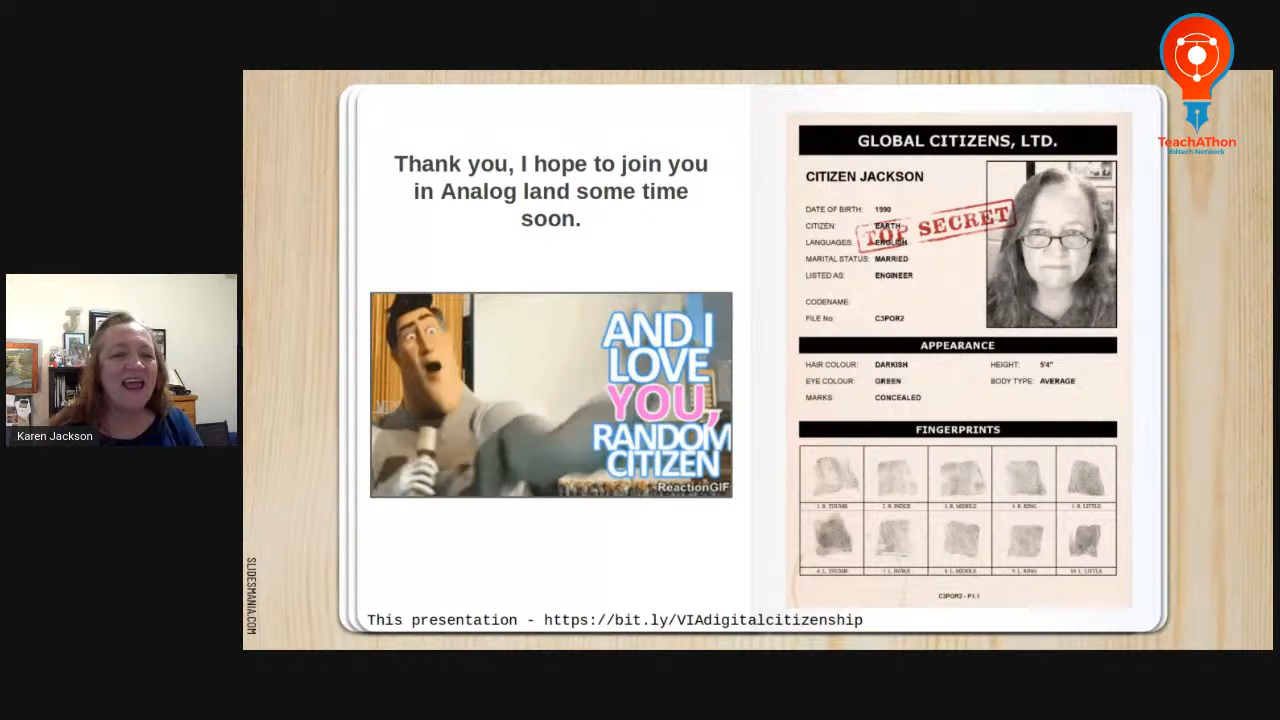 TeachAThon
Edtech Network
Thank you, I hope to join you
in Analog land some time
soon.
AND I
LOVE
YOU,
RANDOM
CITIZEN
ReactionGIF
GLOBAL CITIZENS, LTD.
CITIZEN JACKSON
DATE OF BIRTH: 1990
CITIZEN: EARTH
LANGUAGES: ENGLISH
MARITAL STATUS: MARRIED
LISTED AS: ENGINEER
CODENAME:
FILE No: C3POR2
TOP SECRET
APPEARANCE
HAIR COLOUR: DARKISH HEIGHT: 5'4"
EYE COLOUR: GREEN BODY TYPE: AVERAGE
MARKS: CONCEALED
FINGERPRINTS
1. R. THUMB 2. R. INDICE 3. R. MIDDLE 4. R. RING 5. R. LITTLE
6. L. THUMB 7. L. INDICE 8. L. MIDDLE 9. L. RING 10. L. LITTLE
C3POR2 - P1.1
This presentation - https://bit.ly/VIAdigitalcitizenship
SLIDESMANIA.COM
Karen Jackson
J